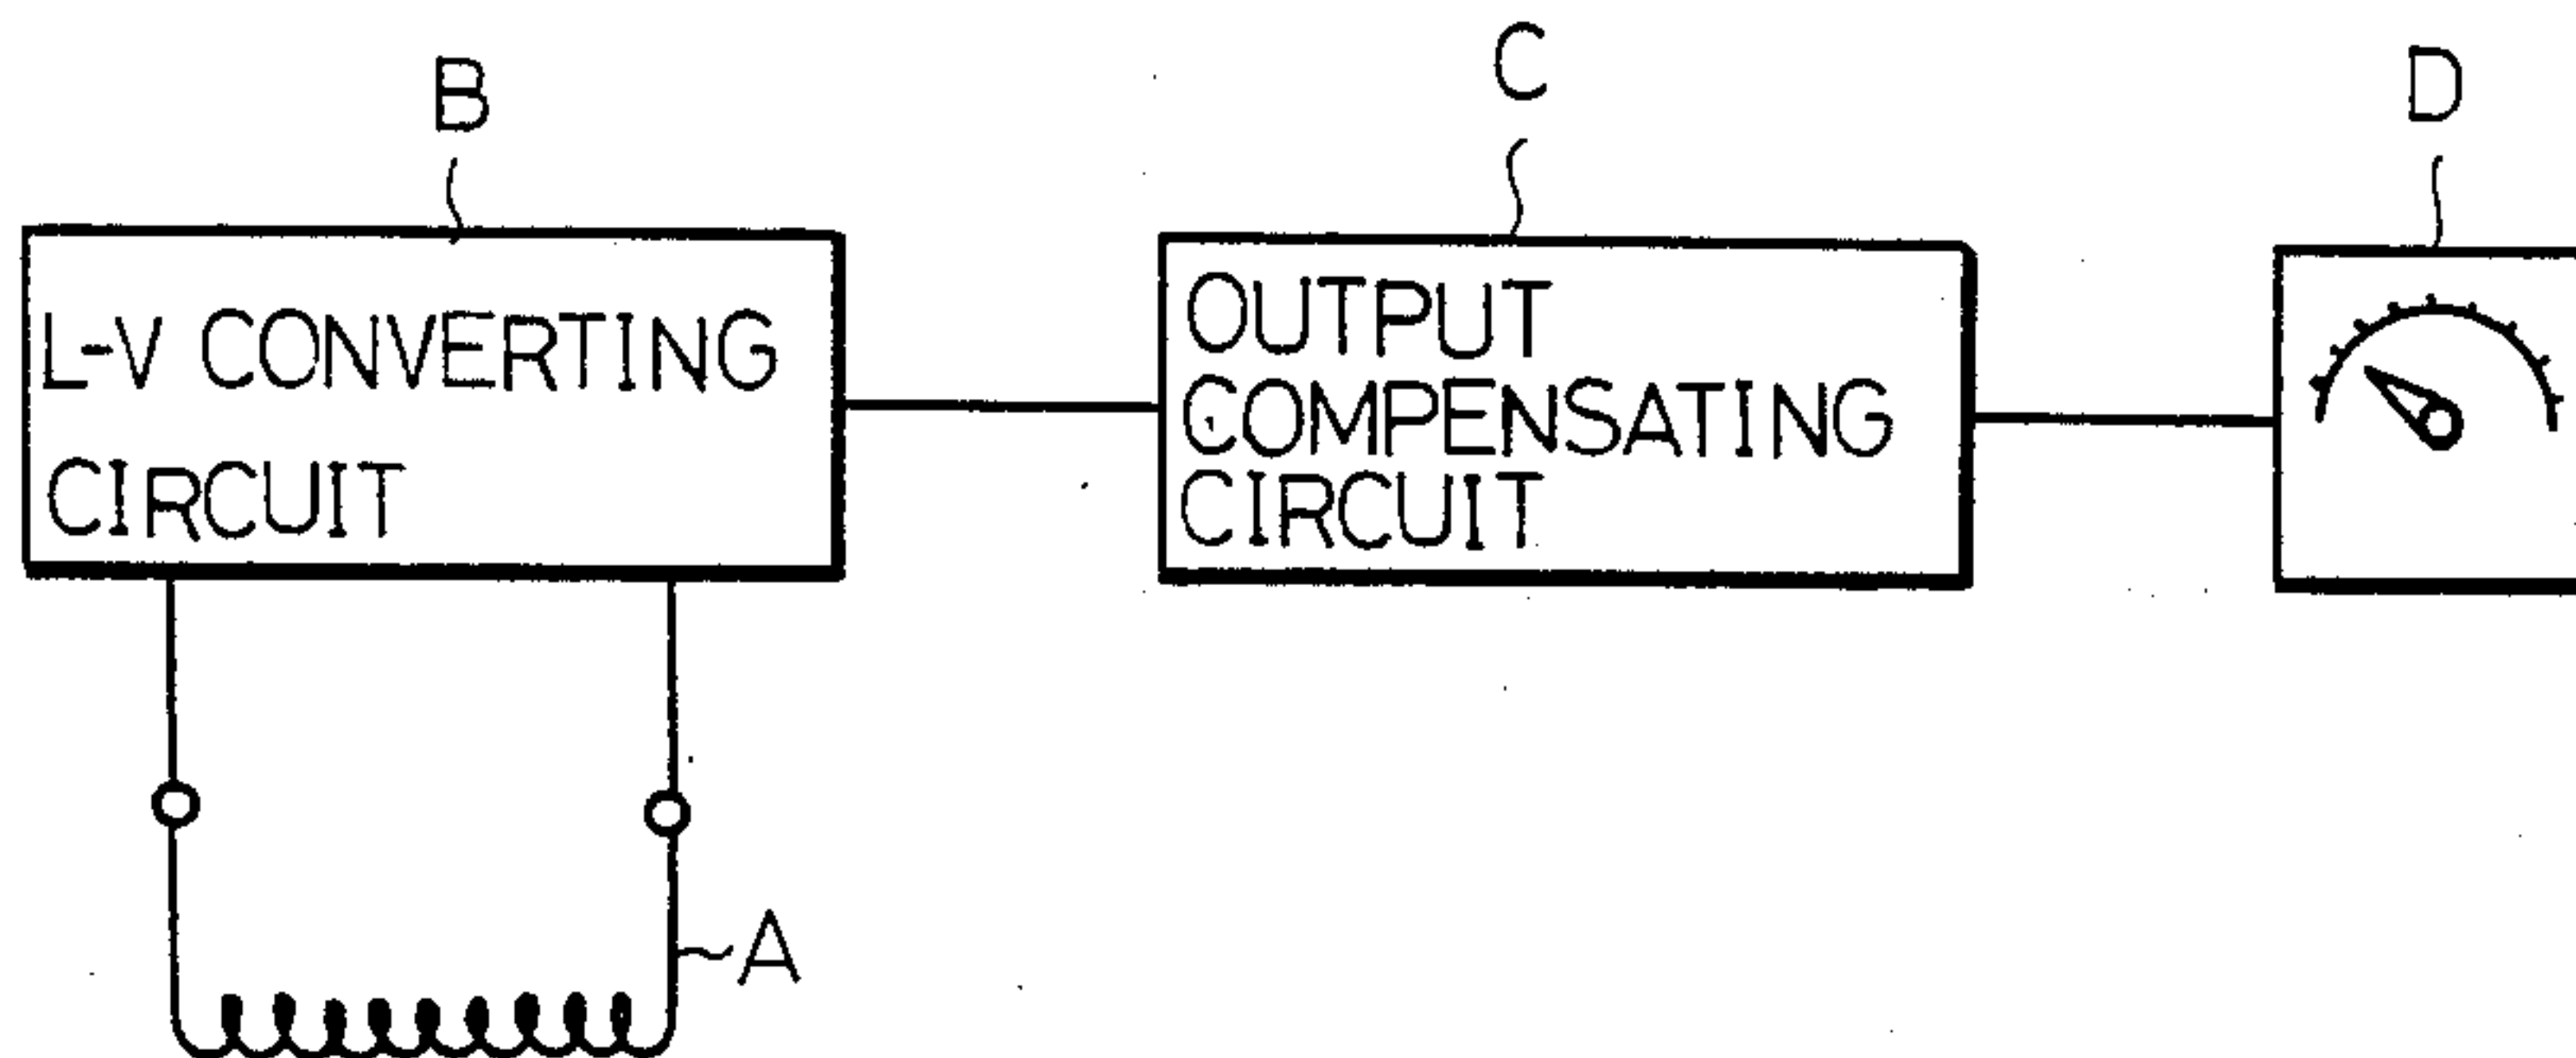 B
C
D
L-V CONVERTING
CIRCUIT
OUTPUT
COMPENSATING
CIRCUIT
A